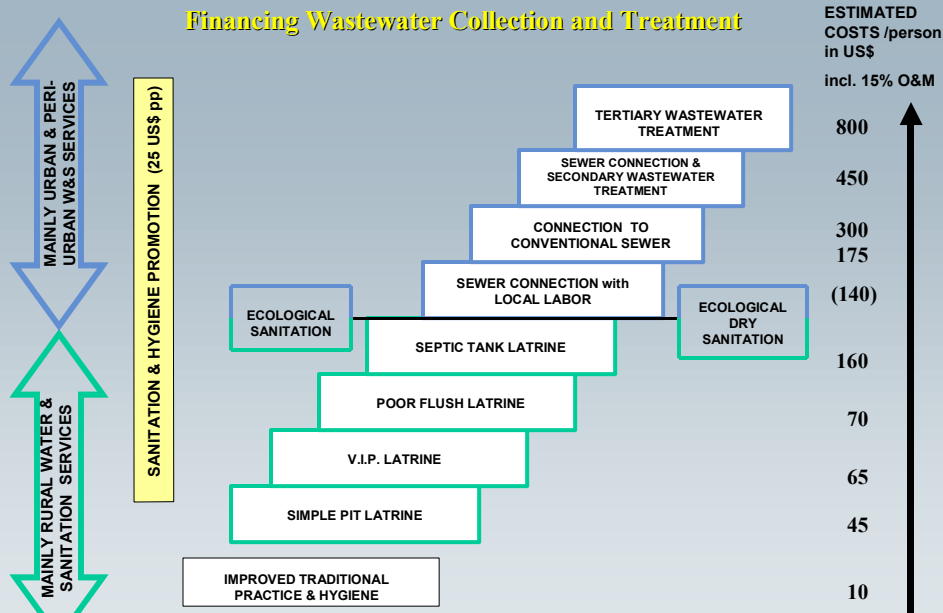 Financing Wastewater Collection and Treatment
ESTIMATED
COSTS /person
in US$
incl. 15% O&M
MAINLY URBAN & PERI-
URBAN W&S SERVICES
MAINLY RURAL WATER &
SANITATION SERVICES
SANITATION & HYGIENE PROMOTION (25 US$ pp)
TERTIARY WASTEWATER
TREATMENT
800
SEWER CONNECTION &
SECONDARY WASTEWATER
TREATMENT
450
CONNECTION TO
CONVENTIONAL SEWER
300
175
SEWER CONNECTION with
LOCAL LABOR
(140)
ECOLOGICAL
SANITATION
ECOLOGICAL
DRY
SANITATION
SEPTIC TANK LATRINE
160
POOR FLUSH LATRINE
70
V.I.P. LATRINE
65
SIMPLE PIT LATRINE
45
IMPROVED TRADITIONAL
PRACTICE & HYGIENE
10